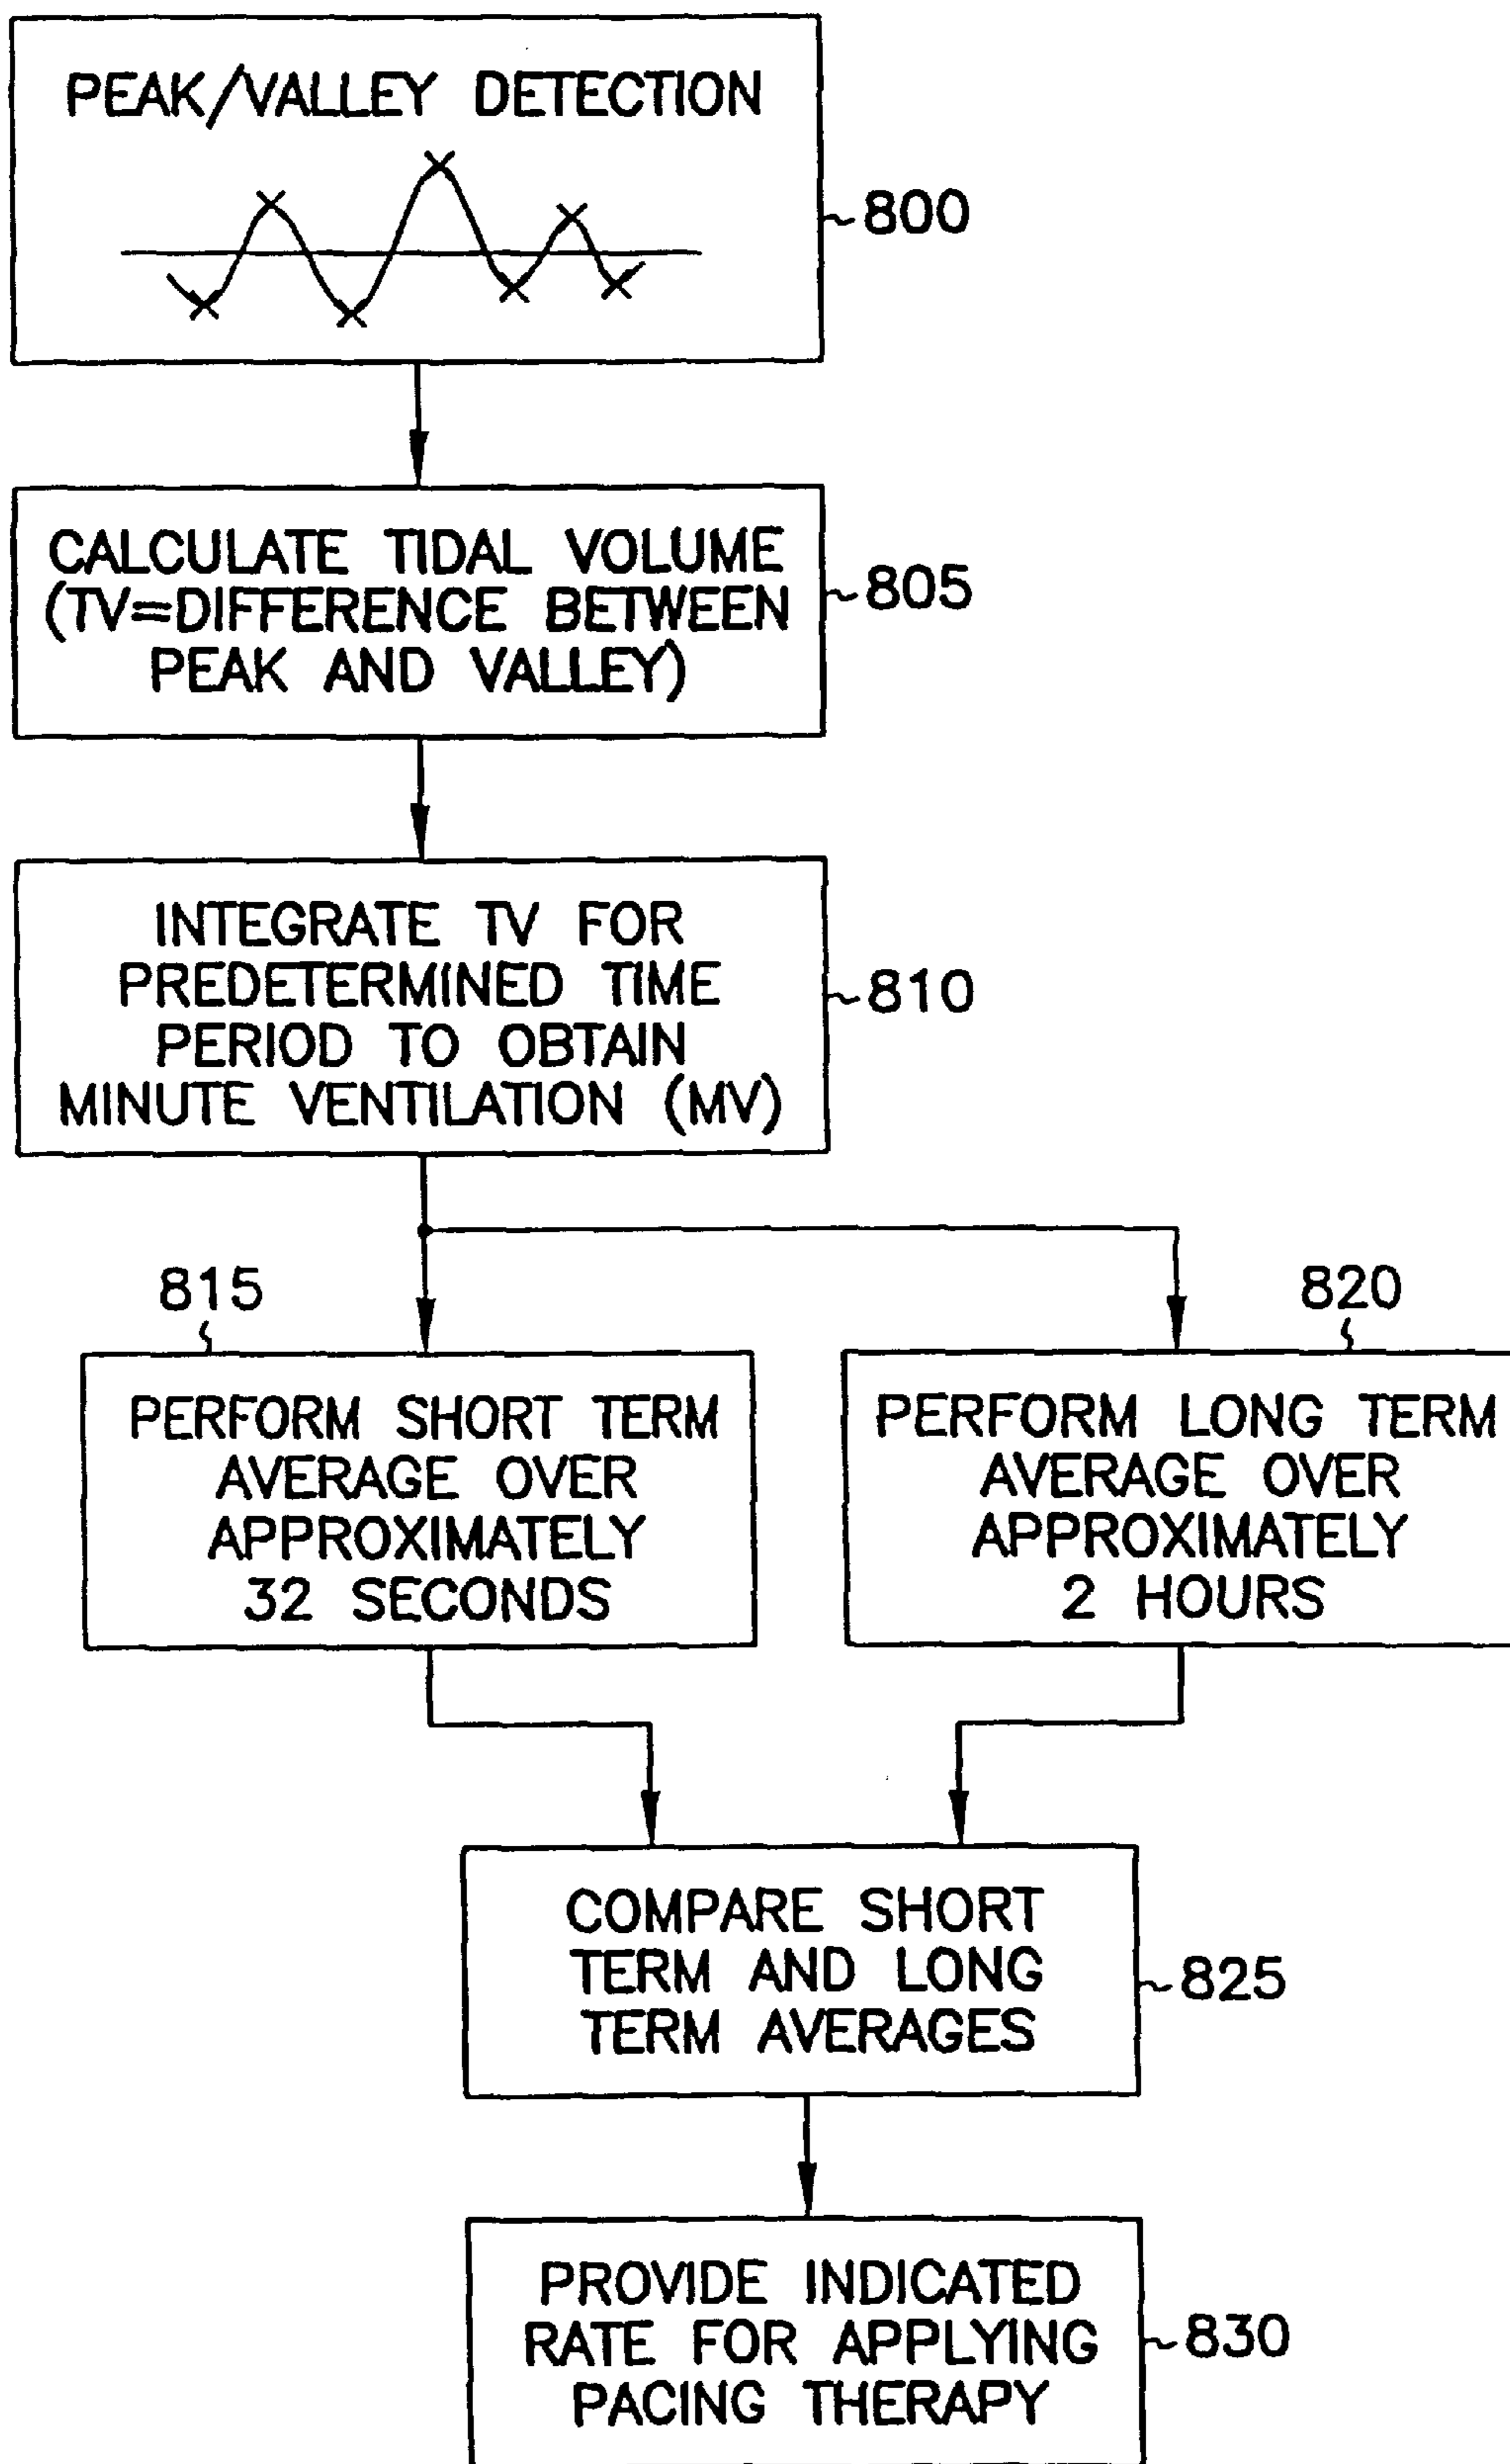 PEAK/VALLEY DETECTION
800
CALCULATE TIDAL VOLUME
(TV=DIFFERENCE BETWEEN
PEAK AND VALLEY)
805
INTEGRATE TV FOR
PREDETERMINED TIME
PERIOD TO OBTAIN
MINUTE VENTILATION (MV)
810
815
PERFORM SHORT TERM
AVERAGE OVER
APPROXIMATELY
32 SECONDS
820
PERFORM LONG TERM
AVERAGE OVER
APPROXIMATELY
2 HOURS
COMPARE SHORT
TERM AND LONG
TERM AVERAGES
825
PROVIDE INDICATED
RATE FOR APPLYING
PACING THERAPY
830